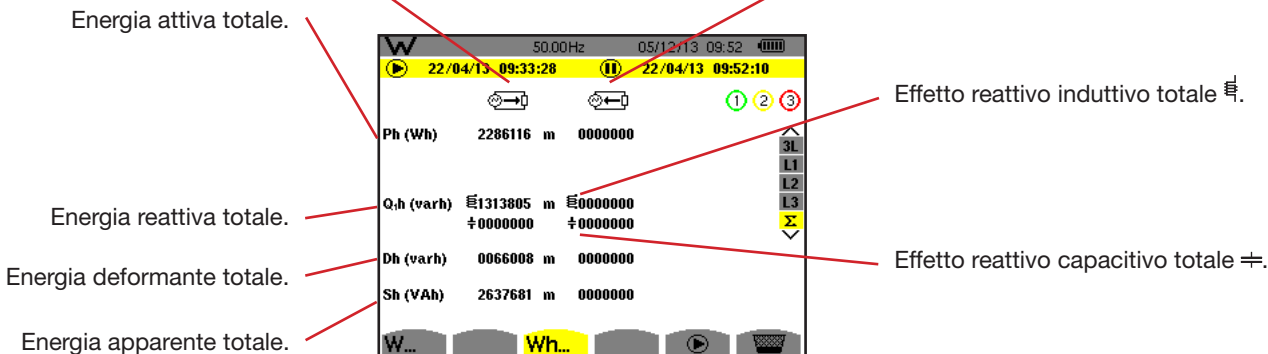 Energia attiva totale.
W 50.00Hz 05/12/13 09:52
22/04/13 09:33:28 22/04/13 09:52:10
1 2 3
Ph (Wh) 2286116 m 0000000
3L
L1
L2
L3
Σ
Q₁h (varh) 1313805 m 0000000
0000000 0000000
Dh (varh) 0066008 m 0000000
Sh (VAh) 2637681 m 0000000
W... Wh...
Energia reattiva totale.
Energia deformante totale.
Energia apparente totale.
Effetto reattivo induttivo totale .
Effetto reattivo capacitivo totale .